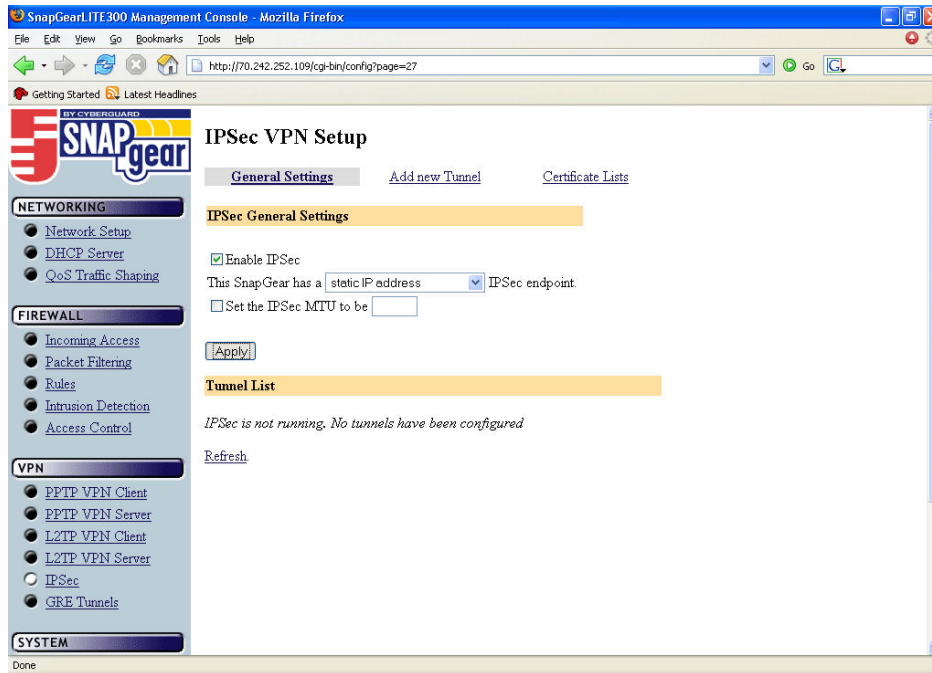 SnapGearLITE300 Management Console - Mozilla Firefox
File Edit View Go Bookmarks Tools Help
http://70.242.252.109/cgi-bin/config?page=27
Go
G
Getting Started Latest Headlines
BY CYBERGUARD
SNAP
gear
NETWORKING
Network Setup
DHCP Server
QoS Traffic Shaping
FIREWALL
Incoming Access
Packet Filtering
Rules
Intrusion Detection
Access Control
VPN
PPTP VPN Client
PPTP VPN Server
L2TP VPN Client
L2TP VPN Server
IPSec
GRE Tunnels
SYSTEM
IPSec VPN Setup
General Settings Add new Tunnel Certificate Lists
IPSec General Settings
Enable IPSec
This SnapGear has a static IP address IPSec endpoint.
Set the IPSec MTU to be
Apply
Tunnel List
IPSec is not running. No tunnels have been configured
Refresh.
Done